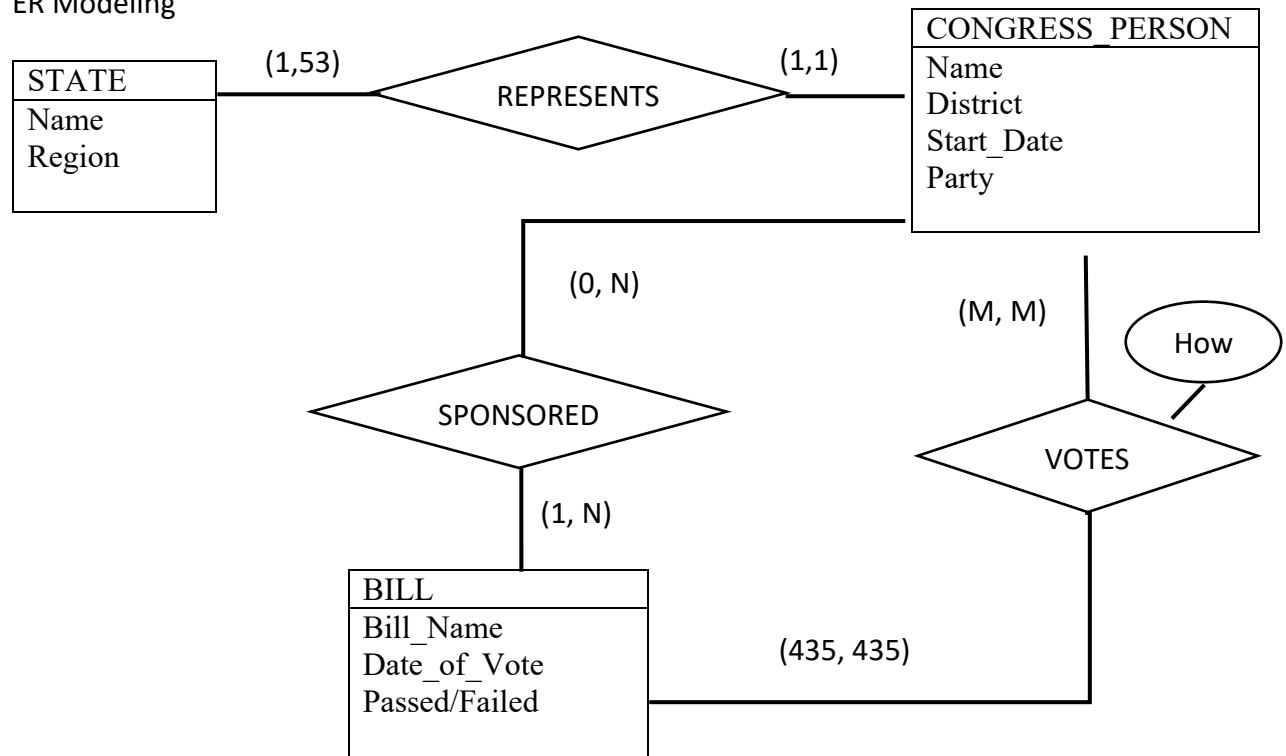 ER Modeling
STATE
Name
Region
(1,53)
REPRESENTS
(1,1)
CONGRESS_PERSON
Name
District
Start_Date
Party
(0, N)
(M, M)
How
SPONSORED
VOTES
(1, N)
BILL
Bill_Name
Date_of_Vote
Passed/Failed
(435, 435)